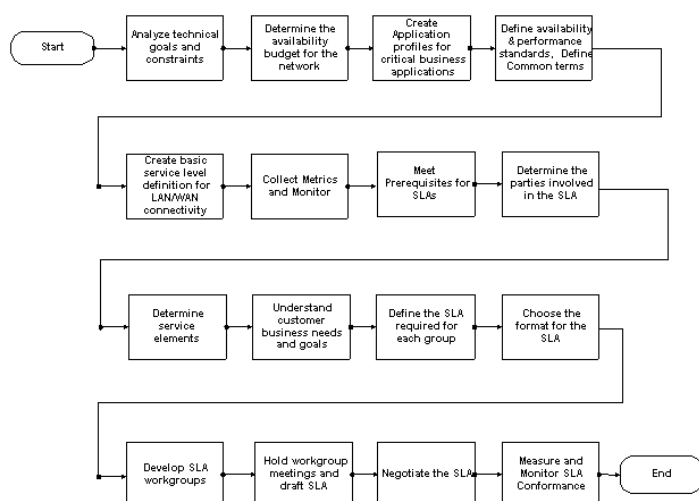 Start
Analyze technical
goals and
constraints
Determine the
availability
budget for the
network
Create
Application
profiles for
critical business
applications
Define availability
& performance
standards, Define
Common terms
Create basic
service level
definition for
LAN/WAN
connectivity
Collect Metrics
and Monitor
Meet
Prerequisites for
SLAs
Determine the
parties involved
in the SLA
Determine
service
elements
Understand
customer
business needs
and goals
Define the SLA
required for
each group
Choose the
format for the
SLA
Develop SLA
workgroups
Hold workgroup
meetings and
draft SLA
Negotiate the SLA
Measure and
Monitor SLA
Conformance
End